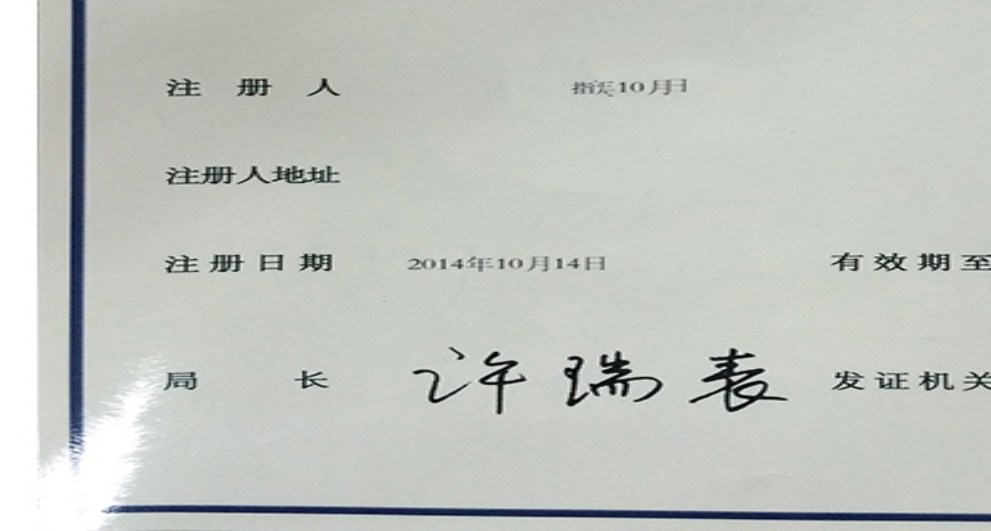 注 册 人 10月日
注册人地址
注册日期 2014年10月14日 有效期至
局 长 许瑞表 发证机关